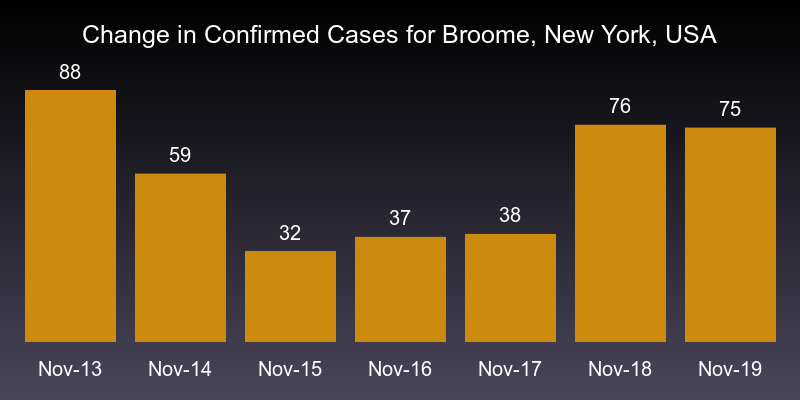 Change in Confirmed Cases for Broome, New York, USA
88
59
32
37
38
76
75
Nov-13
Nov-14
Nov-15
Nov-16
Nov-17
Nov-18
Nov-19